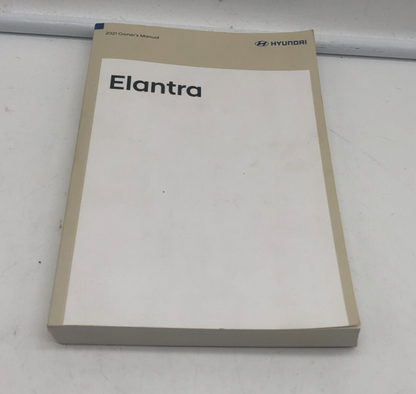 2021 Owner's Manual
HYUNDAI
Elantra